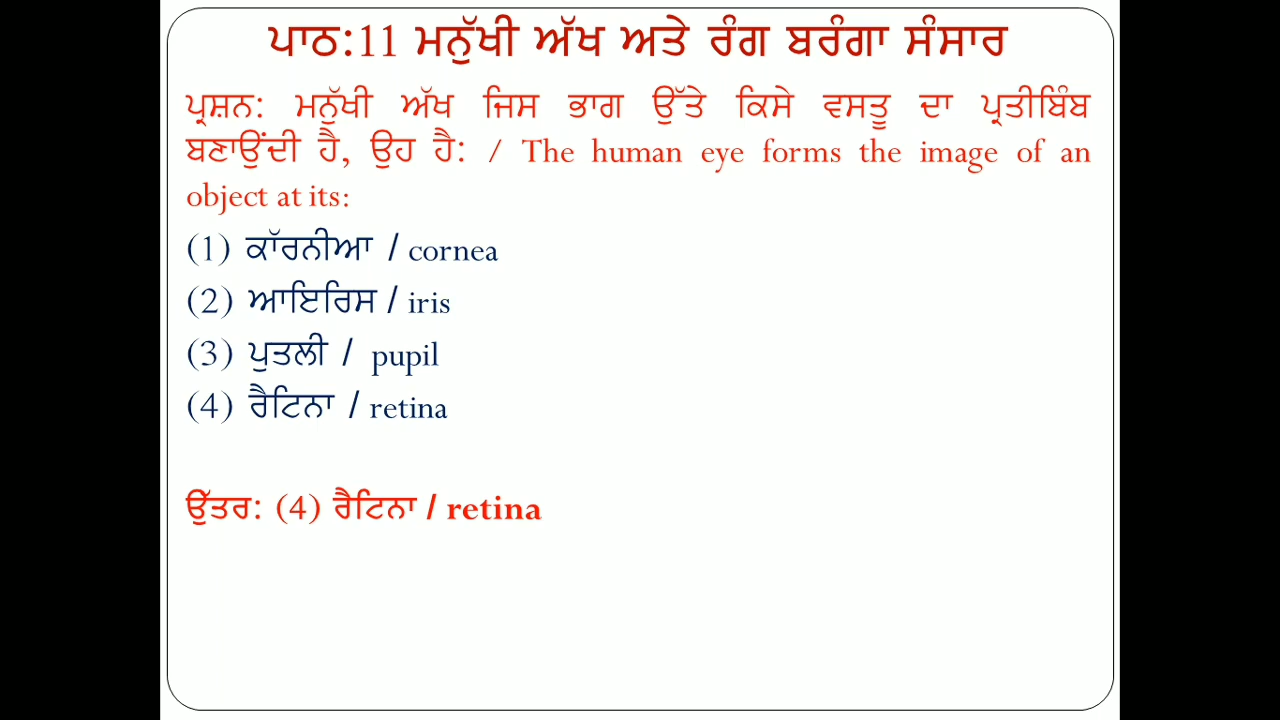 ਪਾਠ:11 ਮਨੁੱਖੀ ਅੱਖ ਅਤੇ ਰੰਗ ਬਰੰਗਾ ਸੰਸਾਰ
ਪ੍ਰਸ਼ਨ: ਮਨੁੱਖੀ ਅੱਖ ਜਿਸ ਭਾਗ ਉੱਤੇ ਕਿਸੇ ਵਸਤੂ ਦਾ ਪ੍ਰਤੀਬਿੰਬ
ਬਣਾਉਂਦੀ ਹੈ, ਉਹ ਹੈ: / The human eye forms the image of an
object at its:
(1) ਕਾੱਰਨੀਆ / cornea
(2) ਆਇਰਿਸ / iris
(3) ਪੁਤਲੀ / pupil
(4) ਰੈਟਿਨਾ / retina
ਉੱਤਰ: (4) ਰੈਟਿਨਾ / retina